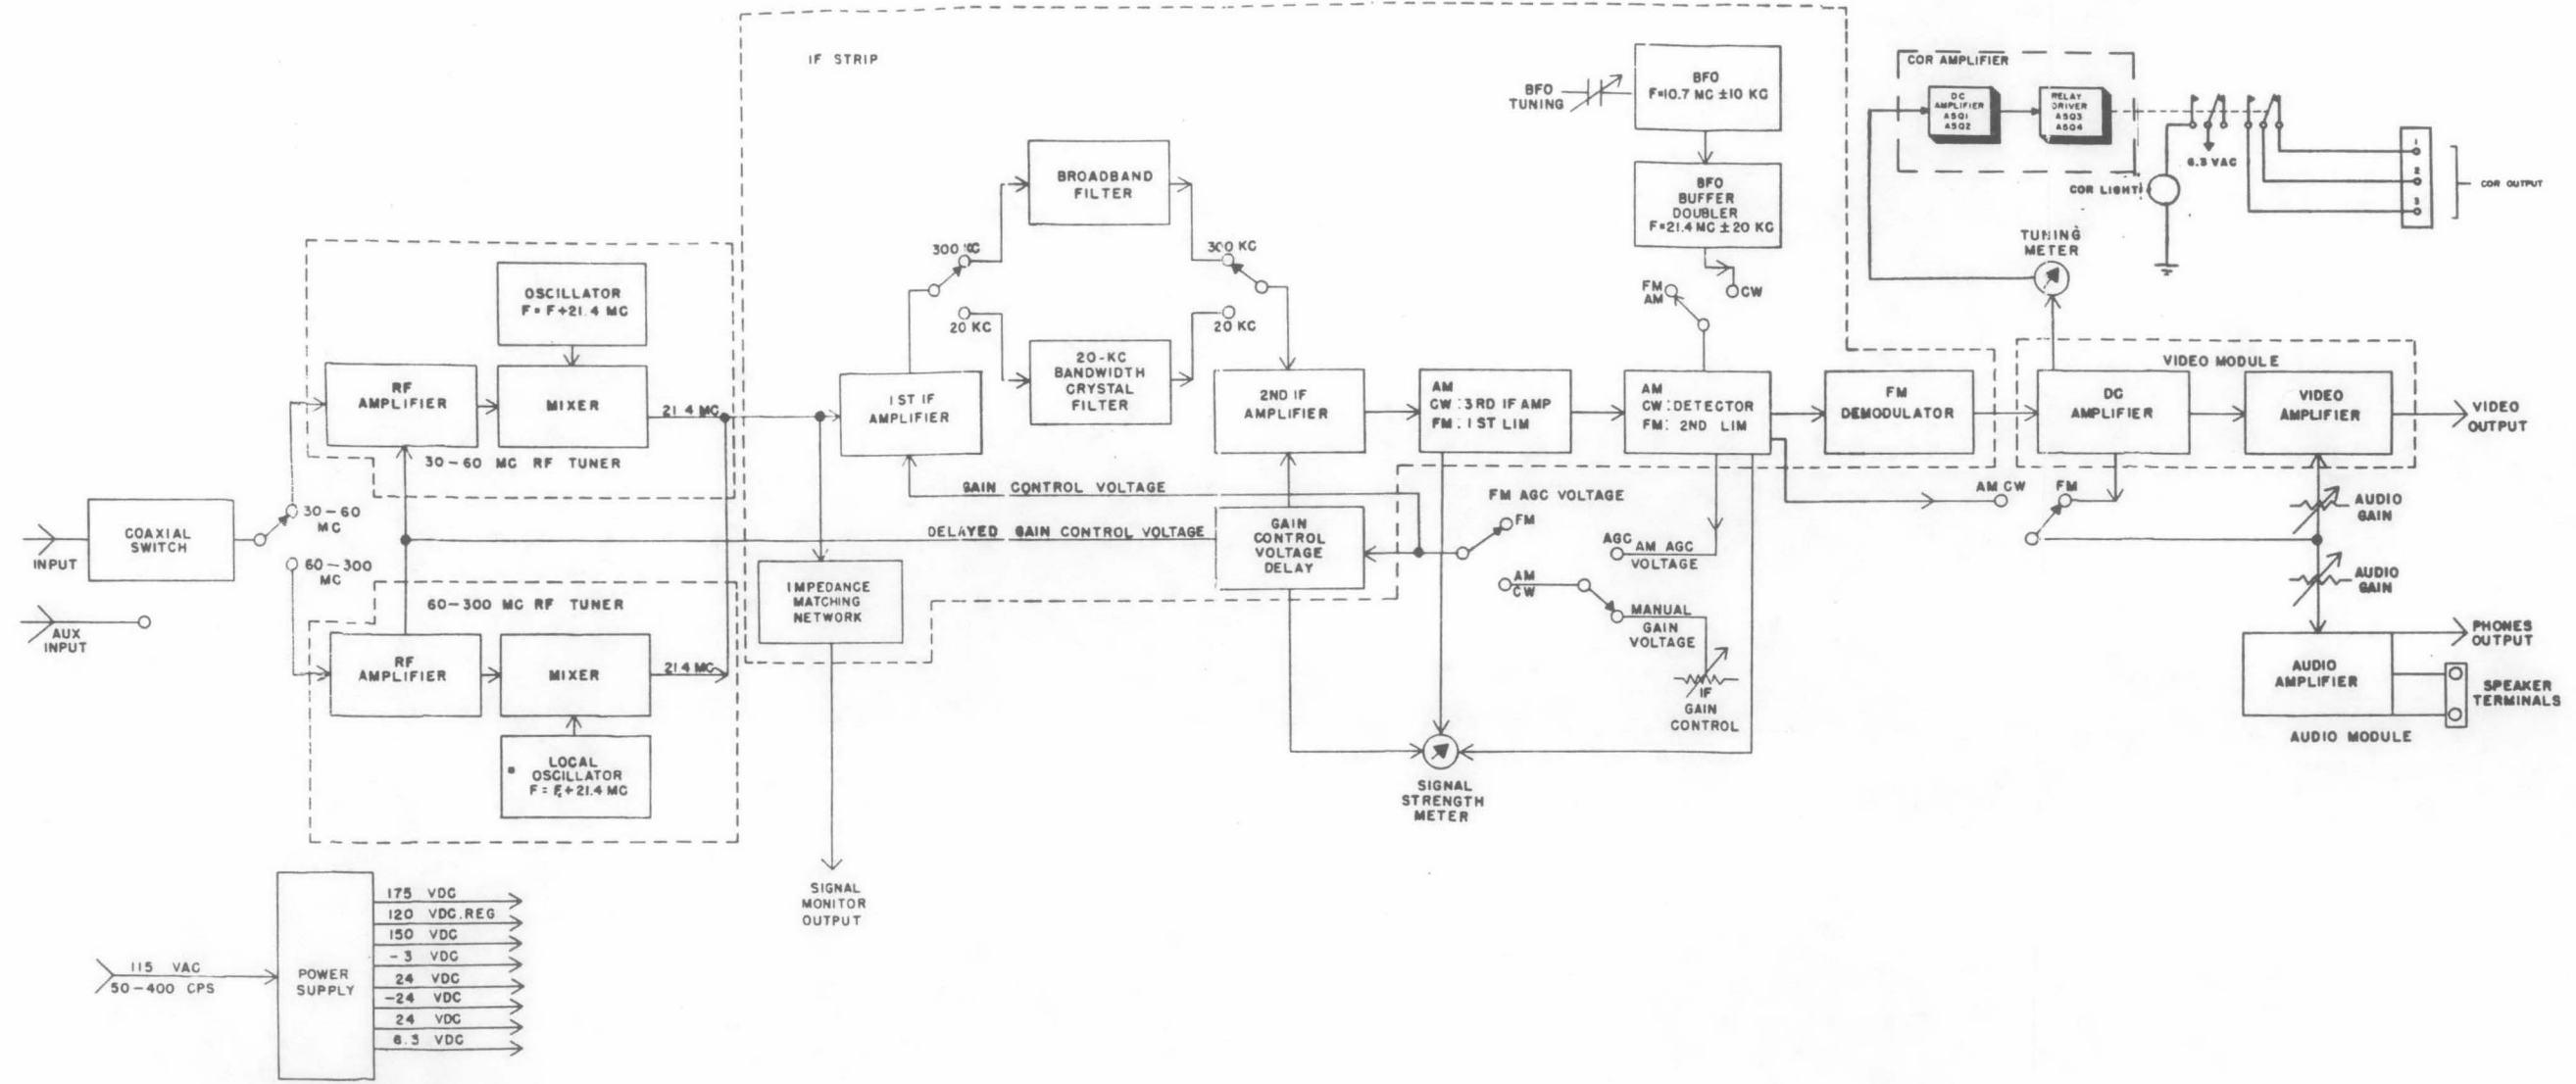 IF STRIP
BFO
F=10.7 MC ±10 KC
BFO
TUNING
BFO
BUFFER
DOUBLER
F=21.4 MC ±20 KC
FM
AM
CW
COR AMPLIFIER
DC
AMPLIFIER
A5Q1
A5Q2
RELAY
DRIVER
A5Q3
A5Q4
6.3 VAC
COR LIGHT
1
2
3
COR OUTPUT
TUNING
METER
BROADBAND
FILTER
300 KC
300 KC
20 KC
20 KC
20-KC
BANDWIDTH
CRYSTAL
FILTER
OSCILLATOR
F = F+21.4 MC
RF
AMPLIFIER
MIXER
21.4 MC
30-60 MC RF TUNER
1 ST IF
AMPLIFIER
2ND IF
AMPLIFIER
AM
CW : 3RD IF AMP
FM : 1 ST LIM
AM
CW : DETECTOR
FM : 2ND LIM
FM
DEMODULATOR
VIDEO MODULE
DC
AMPLIFIER
VIDEO
AMPLIFIER
VIDEO
OUTPUT
INPUT
COAXIAL
SWITCH
30-60
MC
60-300
MC
AUX
INPUT
GAIN CONTROL VOLTAGE
DELAYED GAIN CONTROL VOLTAGE
GAIN
CONTROL
VOLTAGE
DELAY
FM AGC VOLTAGE
FM
AGC
AM AGC
VOLTAGE
AM
CW
MANUAL
GAIN
VOLTAGE
IF
GAIN
CONTROL
AM CW
FM
AUDIO
GAIN
AUDIO
GAIN
IMPEDANCE
MATCHING
NETWORK
60-300 MC RF TUNER
RF
AMPLIFIER
MIXER
21.4 MC
LOCAL
OSCILLATOR
F = F+21.4 MC
SIGNAL
STRENGTH
METER
AUDIO
AMPLIFIER
PHONES
OUTPUT
SPEAKER
TERMINALS
AUDIO MODULE
SIGNAL
MONITOR
OUTPUT
115 VAC
50-400 CPS
POWER
SUPPLY
175 VDC
120 VDC.REG
150 VDC
- 3 VDC
24 VDC
-24 VDC
24 VDC
6.3 VDC